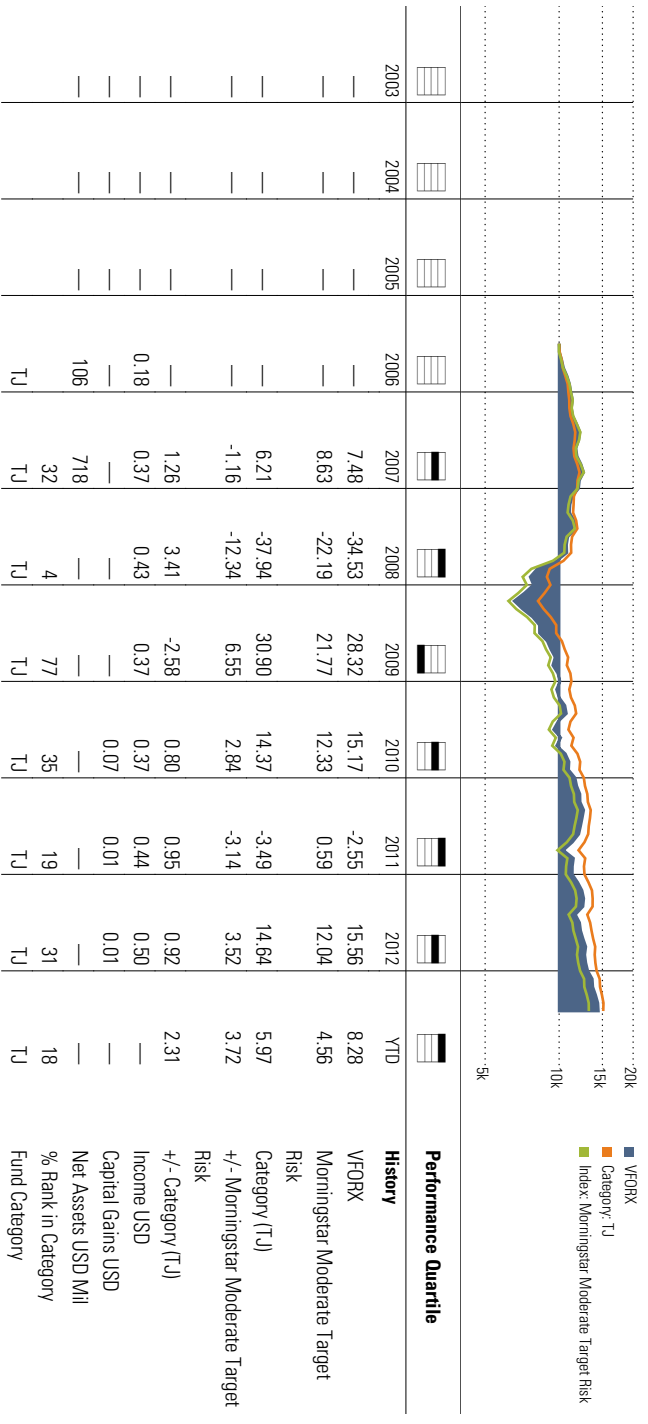 VFORX
Category: TJ
Index: Morningstar Moderate Target Risk
20k
15k
10k
5k
Performance Quartile
2003 2004 2005 2006 2007 2008 2009 2010 2011 2012 YTD History
— — — — 7.48 -34.53 28.32 15.17 -2.55 15.56 8.28 VFORX
— — — — 8.63 -22.19 21.77 12.33 0.59 12.04 4.56 Morningstar Moderate Target
Risk
— — — — 6.21 -37.94 30.90 14.37 -3.49 14.64 5.97 Category (TJ)
— — — — -1.16 -12.34 6.55 2.84 -3.14 3.52 3.72 +/- Morningstar Moderate Target
Risk
— — — — 1.26 3.41 -2.58 0.80 0.95 0.92 2.31 +/- Category (TJ)
— — — 0.18 0.37 0.43 0.37 0.37 0.44 0.50 — Income USD
— — — — — — — 0.07 0.01 0.01 — Capital Gains USD
— — — 106 718 — — — — — — Net Assets USD Mil
32 4 77 35 19 31 18 % Rank in Category
TJ TJ TJ TJ TJ TJ TJ TJ Fund Category